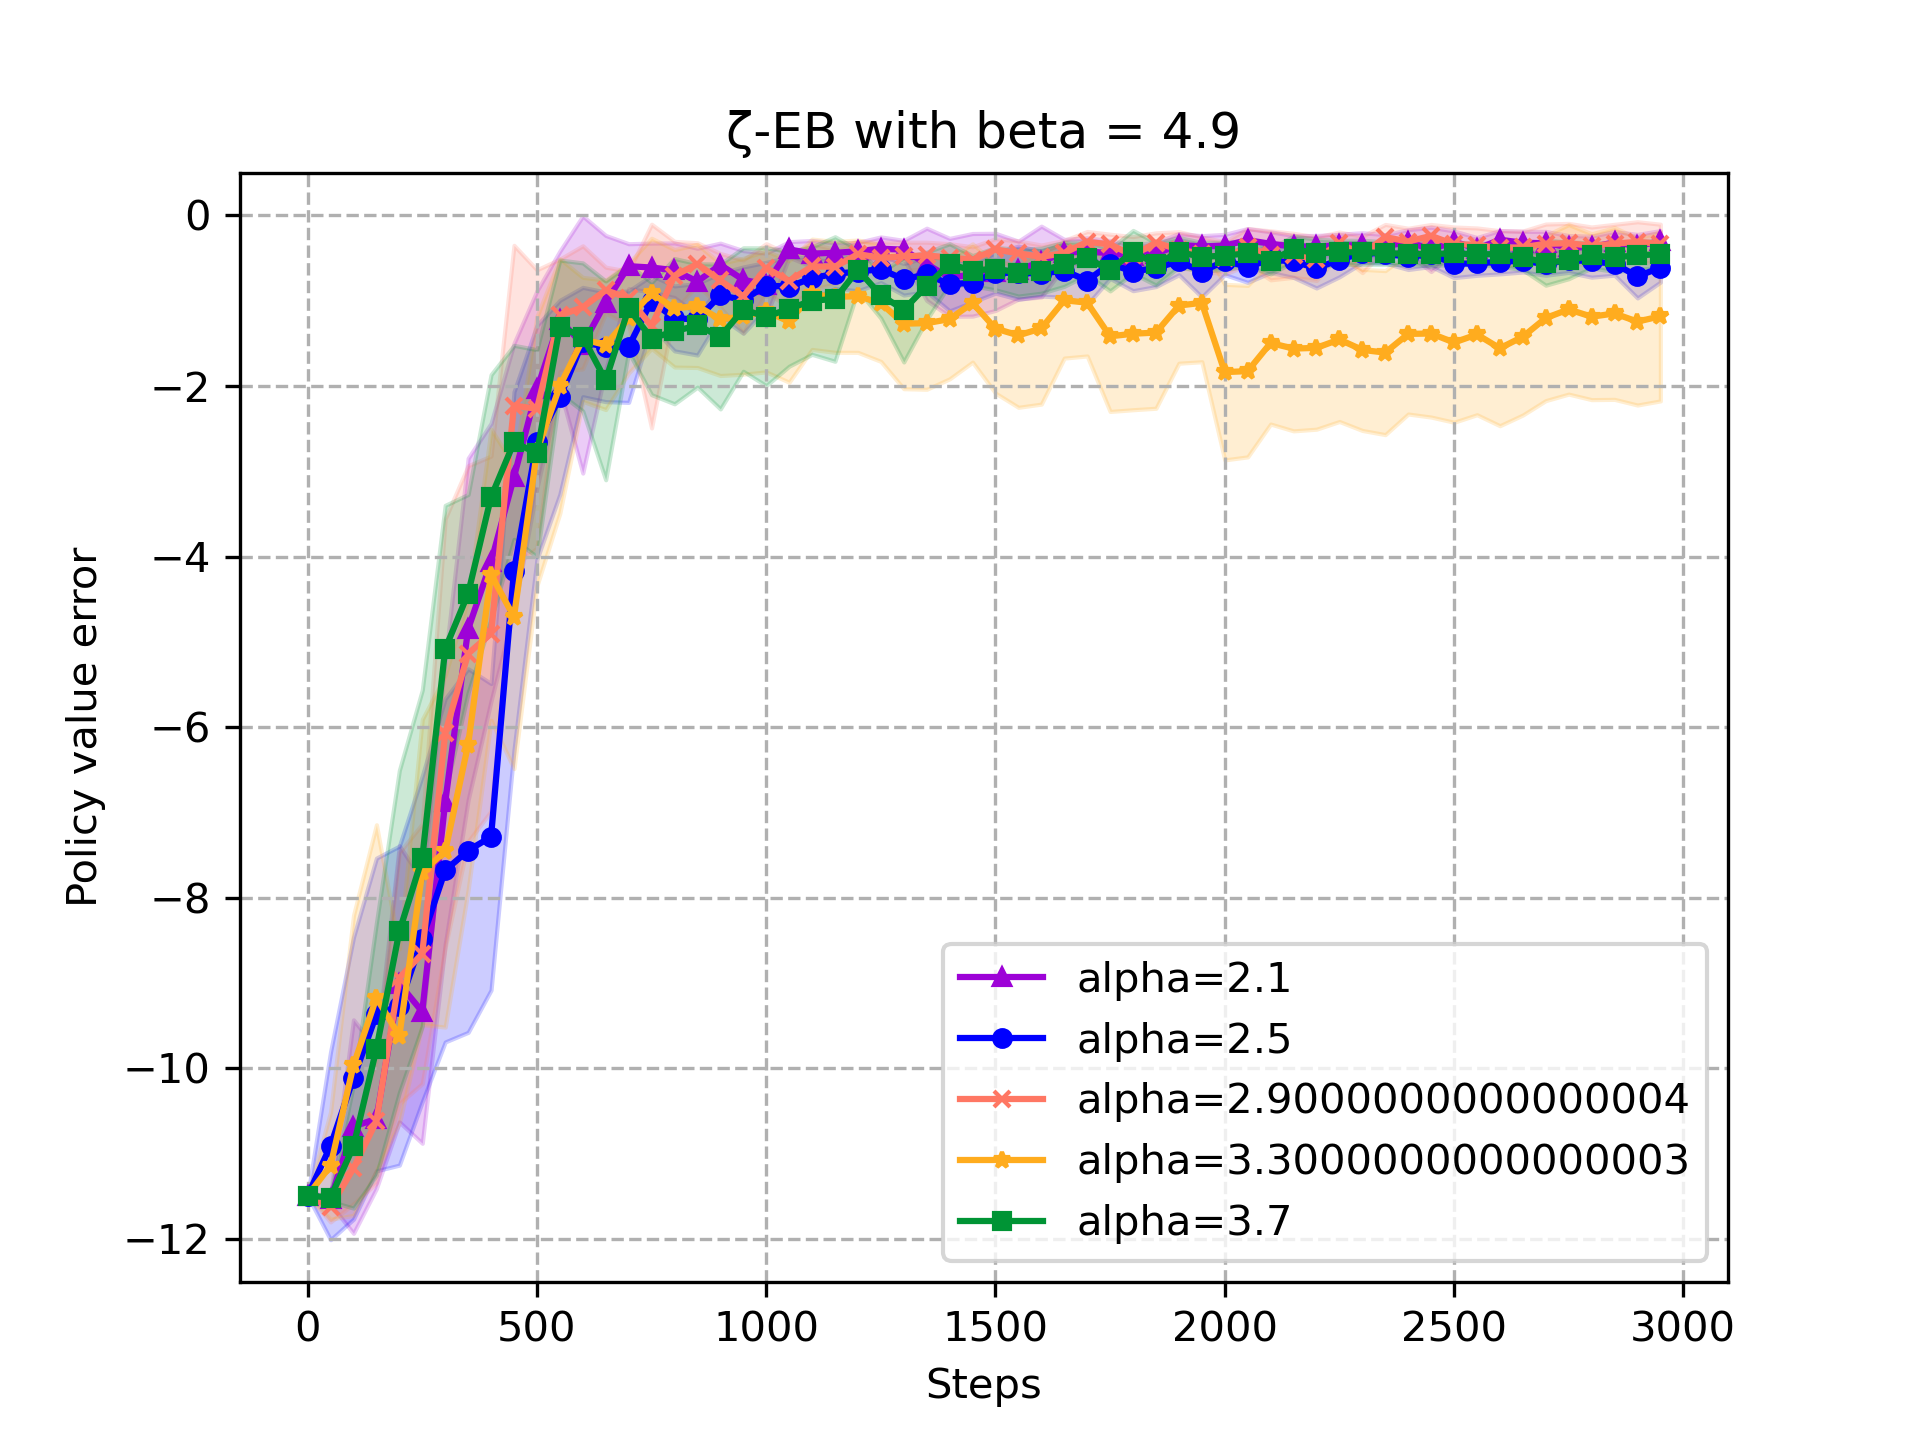 ζ-EB with beta = 4.9
Policy value error
0
−2
−4
−6
−8
−10
−12
0
500
1000
1500
2000
2500
3000
Steps
alpha=2.1
alpha=2.5
alpha=2.9000000000000004
alpha=3.3000000000000003
alpha=3.7